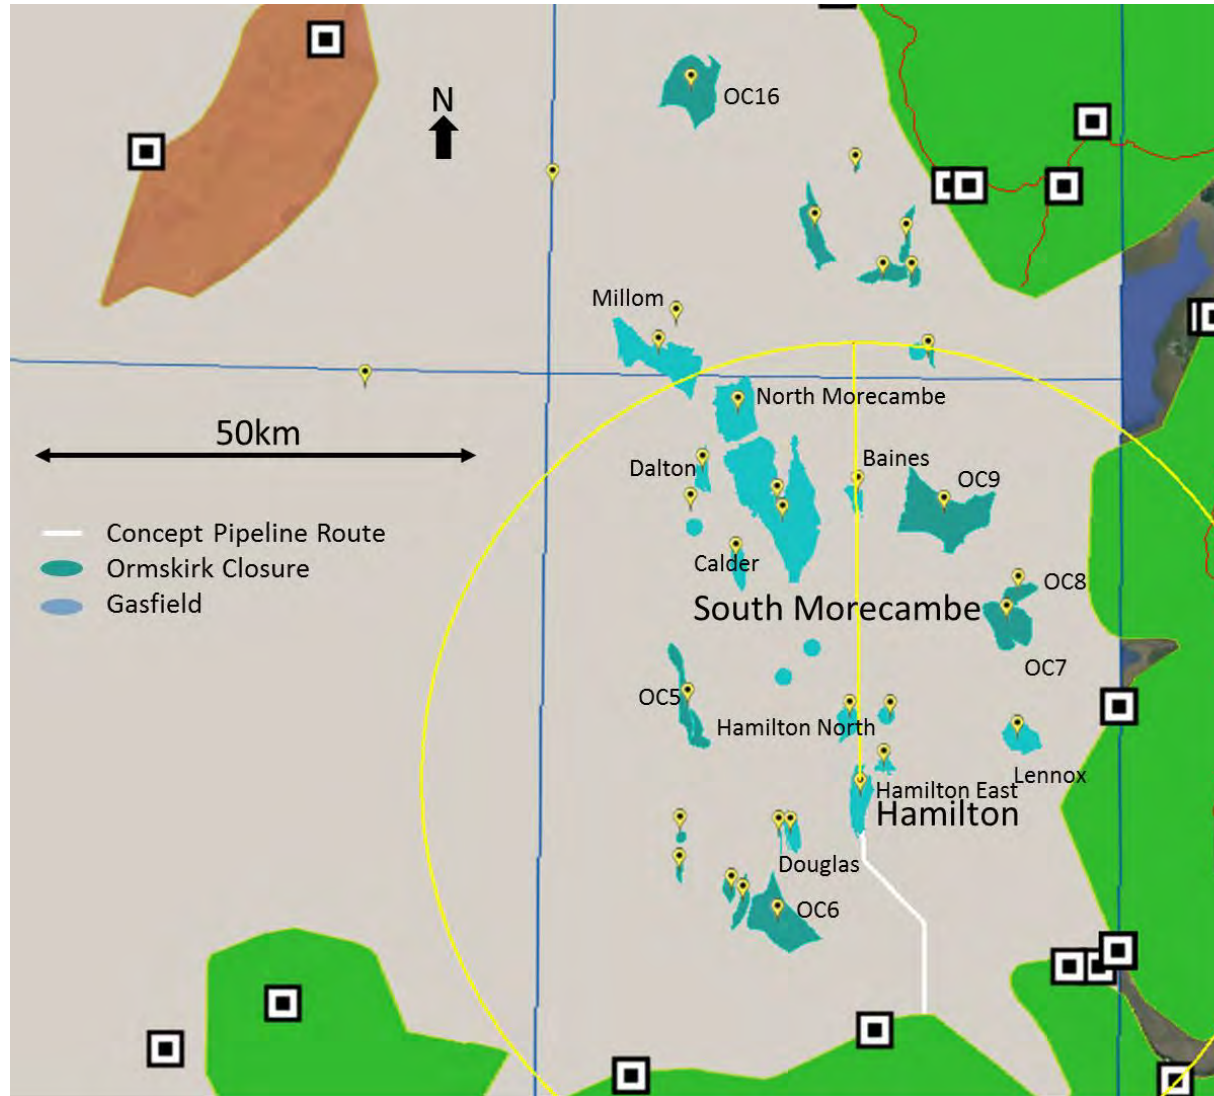 N
OC16
Millom
North Morecambe
50km
Dalton
Baines
OC9
Concept Pipeline Route
Ormskirk Closure
Gasfield
Calder
OC8
South Morecambe
OC7
OC5
Hamilton North
Lennox
Hamilton East
Hamilton
Douglas
OC6